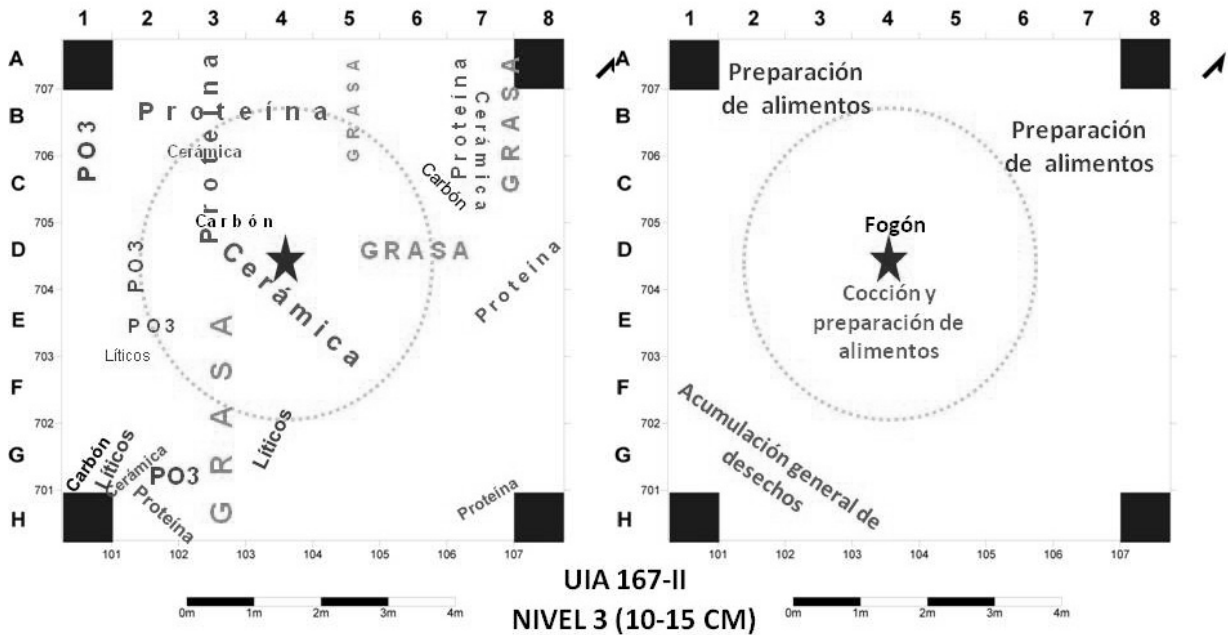 1 2 3 4 5 6 7 8
A
B
C
D
E
F
G
H
707
706
705
704
703
702
701
101 102 103 104 105 106 107
Proteína
Proteína
Cerámica
PO3
GRASA
Proteína
Cerámica
GRASA
Carbón
Carbón
Cerámica
GRASA
Proteína
PO3
PO3
Líticos
GRASA
Líticos
Carbón
Líticos
Cerámica
PO3
Proteína
Proteína
0m 1m 2m 3m 4m
1 2 3 4 5 6 7 8
A
B
C
D
E
F
G
H
707
706
705
704
703
702
701
101 102 103 104 105 106 107
Preparación
de alimentos
Preparación
de alimentos
Fogón
Cocción y
preparación de
alimentos
Acumulación general de
desechos
0m 1m 2m 3m 4m
UIA 167-II
NIVEL 3 (10-15 CM)